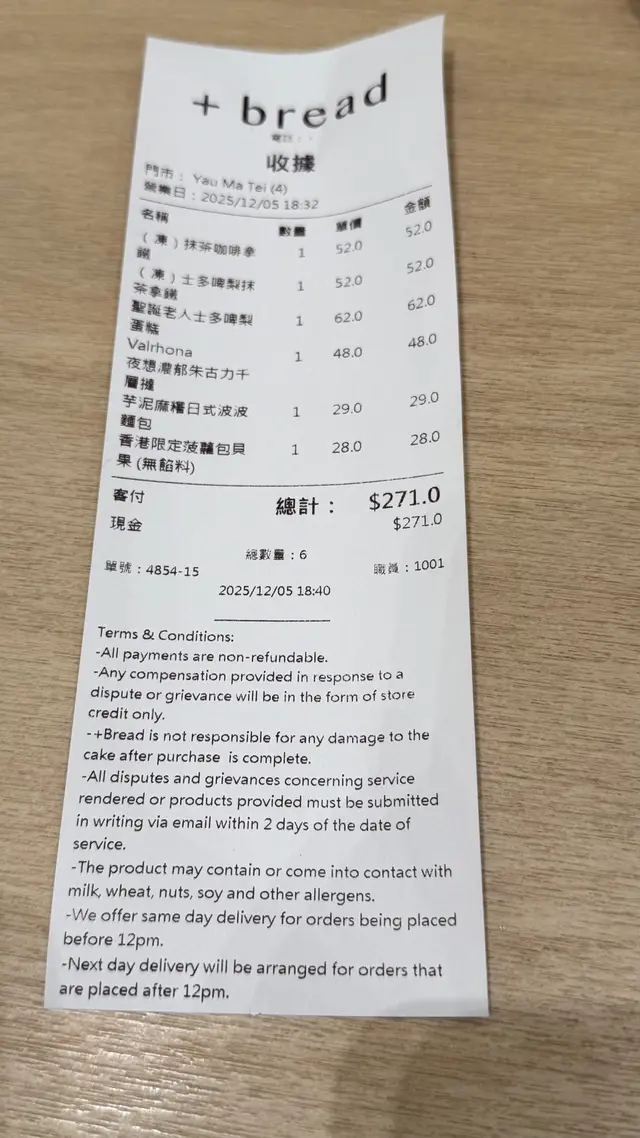 + bread
電話：
收據
門市： Yau Ma Tei (4)
營業日：2025/12/05 18:32
名稱 數量 單價 金額
（凍）抹茶咖啡拿 1 52.0 52.0
鐵
（凍）士多啤梨抹 1 52.0 52.0
茶拿鐵
聖誕老人士多啤梨 1 62.0 62.0
蛋糕
Valrhona 1 48.0 48.0
夜想濃郁朱古力千
層撻
芋泥麻糬日式波波 1 29.0 29.0
麵包
香港限定菠蘿包貝 1 28.0 28.0
果 (無餡料)
客付 總計： $271.0
現金 $271.0
總數量：6
單號：4854-15 職員：1001
2025/12/05 18:40
Terms & Conditions:
-All payments are non-refundable.
-Any compensation provided in response to a
dispute or grievance will be in the form of store
credit only.
-+Bread is not responsible for any damage to the
cake after purchase is complete.
-All disputes and grievances concerning service
rendered or products provided must be submitted
in writing via email within 2 days of the date of
service.
-The product may contain or come into contact with
milk, wheat, nuts, soy and other allergens.
-We offer same day delivery for orders being placed
before 12pm.
-Next day delivery will be arranged for orders that
are placed after 12pm.